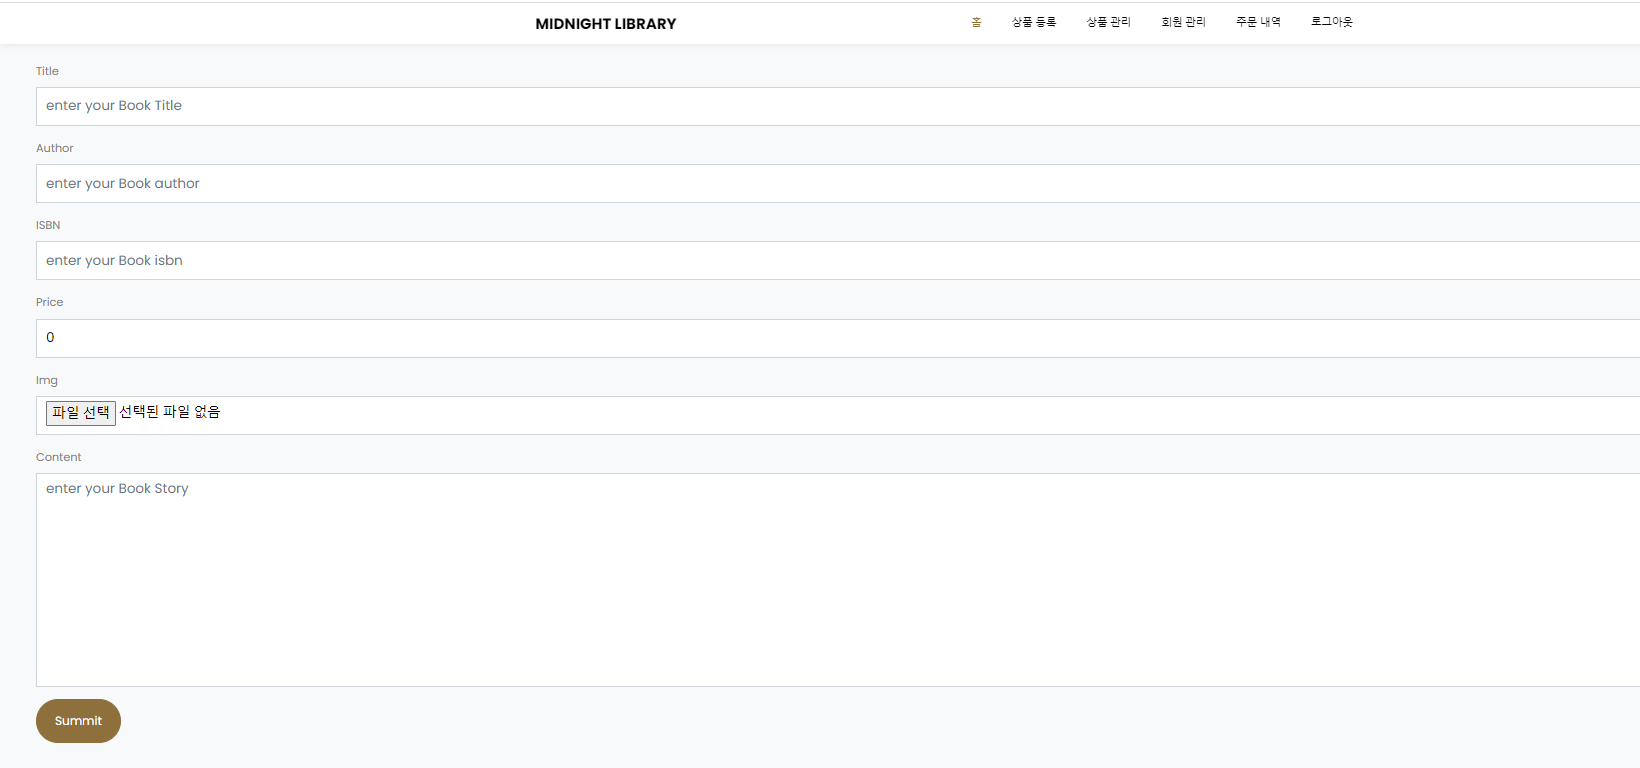 MIDNIGHT LIBRARY 홈 상품 등록 상품 관리 회원 관리 주문 내역 로그아웃
Title
enter your Book Title
Author
enter your Book author
ISBN
enter your Book isbn
Price
0
Img
파일 선택 선택된 파일 없음
Content
enter your Book Story
Summit